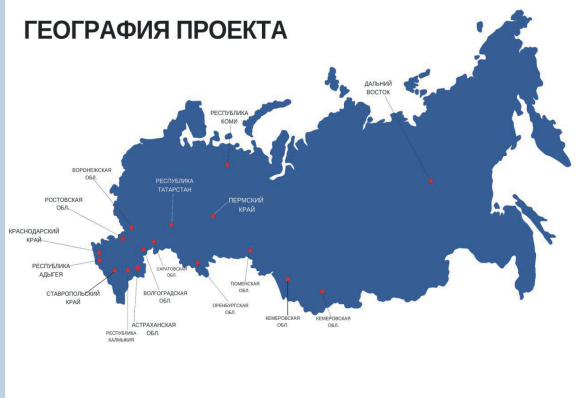 ГЕОГРАФИЯ ПРОЕКТА
ДАЛЬНИЙ
ВОСТОК
РЕСПУБЛИКА
КОМИ
ВОРОНЕЖСКАЯ
ОБЛ.
РЕСПУБЛИКА
ТАТАРСТАН
РОСТОВСКАЯ
ОБЛ.
ПЕРМСКИЙ
КРАЙ
КРАСНОДАРСКИЙ
КРАЙ
РЕСПУБЛИКА
АДЫГЕЯ
САРАТОВСКАЯ
ОБЛ.
ТЮМЕНСКАЯ
ОБЛ.
СТАВРОПОЛЬСКИЙ
КРАЙ
ВОЛГОГРАДСКАЯ
ОБЛ.
ОРЕНБУРГСКАЯ
ОБЛ.
КЕМЕРОВСКАЯ
ОБЛ.
КЕМЕРОВСКАЯ
ОБЛ.
АСТРАХАНСКАЯ
ОБЛ.
РЕСПУБЛИКА
КАЛМЫКИЯ